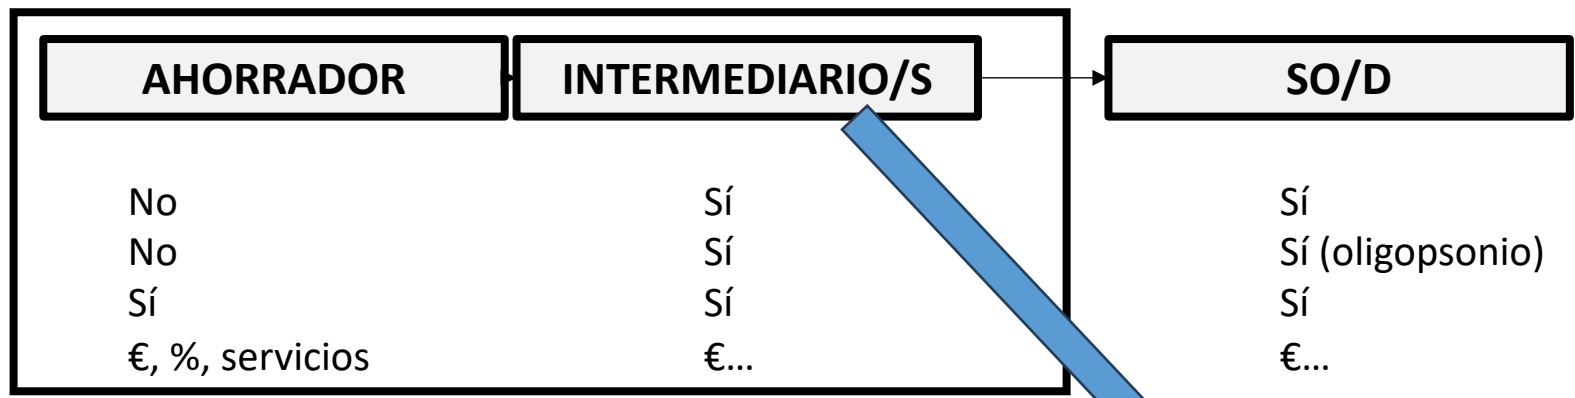 AHORRADOR INTERMEDIARIO/S SO/D
No Sí Sí
No Sí Sí (oligopsonio)
Sí Sí Sí
€, %, servicios €... €...